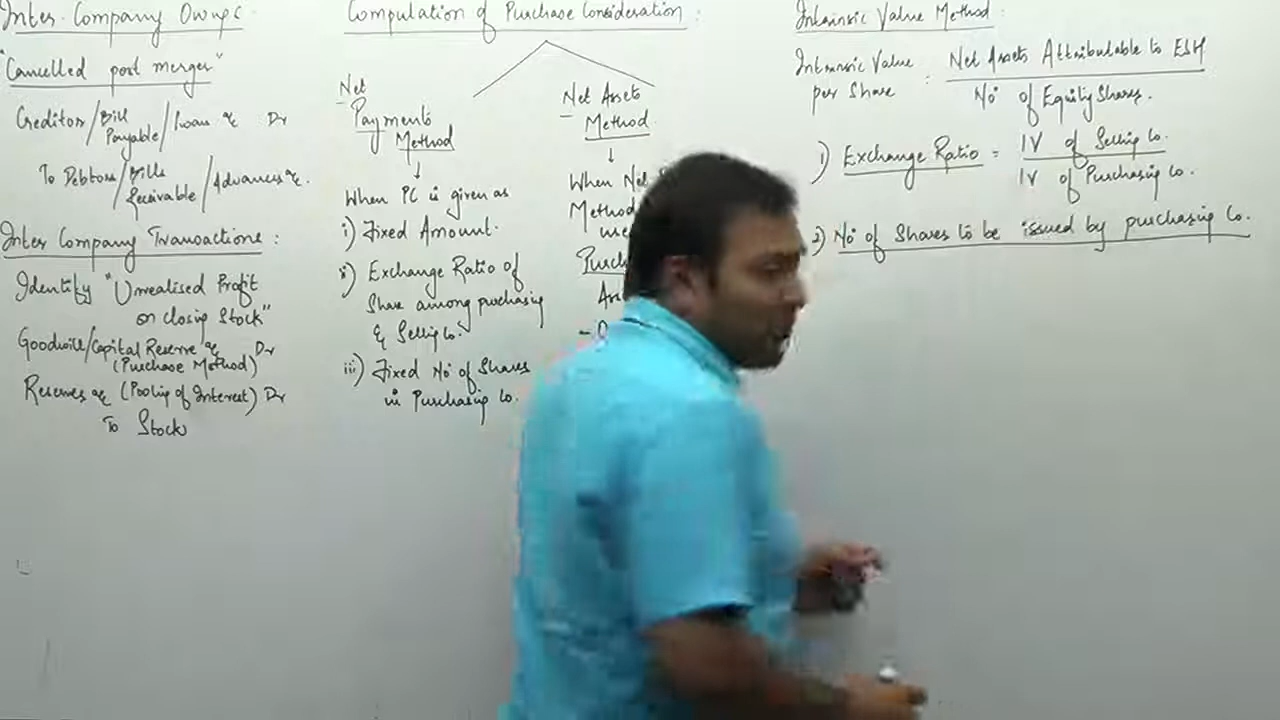 Inter Company Owngs
"Cancelled post merger"
Creditors/Bill Payable/Loan a/c Dr
To Debtors/Bills Receivable/Advances a/c.
Inter Company Transactions :
Identify "Unrealised Profit
on closing Stock"
Goodwill/Capital Reserve a/c Dr
(Purchase Method)
Reserves a/c (Pooling of Interest) Dr
To Stock
Computation of Purchase Consideration :
Net
Payments
Method
When PC is given as
i) Fixed Amount.
ii) Exchange Ratio of
Share among purchasing
& Selling Co.
iii) Fixed No of Shares
in Purchasing Co.
Net Assets
Method
When Net
Method
Intrinsic Value Method :
Intrinsic Value per Share : Net Assets Attributable to ESH
No of Equity Shares.
1) Exchange Ratio = IV of Selling Co.
IV of Purchasing Co.
2) No of Shares to be issued by purchasing Co.